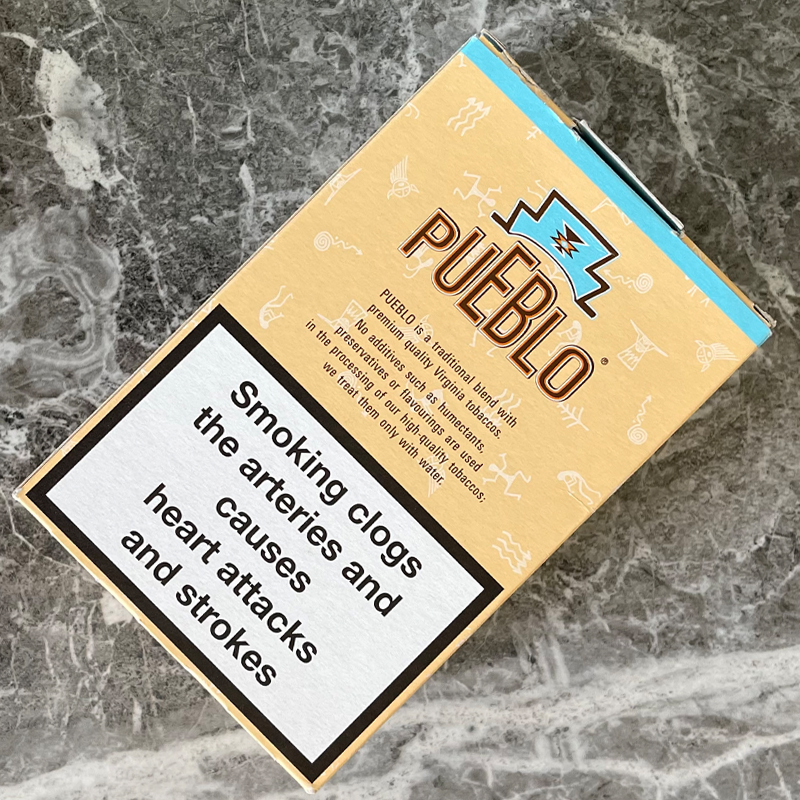 PUEBLO®
PUEBLO is a traditional blend with
premium quality Virginia tobaccos.
No additives such as humectants,
preservatives or flavourings are used
in the processing of our high quality tobaccos;
we treat them only with water.
Smoking clogs
the arteries and
causes
heart attacks
and strokes